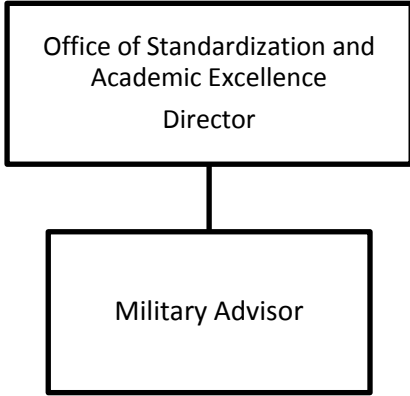 Office of Standardization and
Academic Excellence
Director
Military Advisor